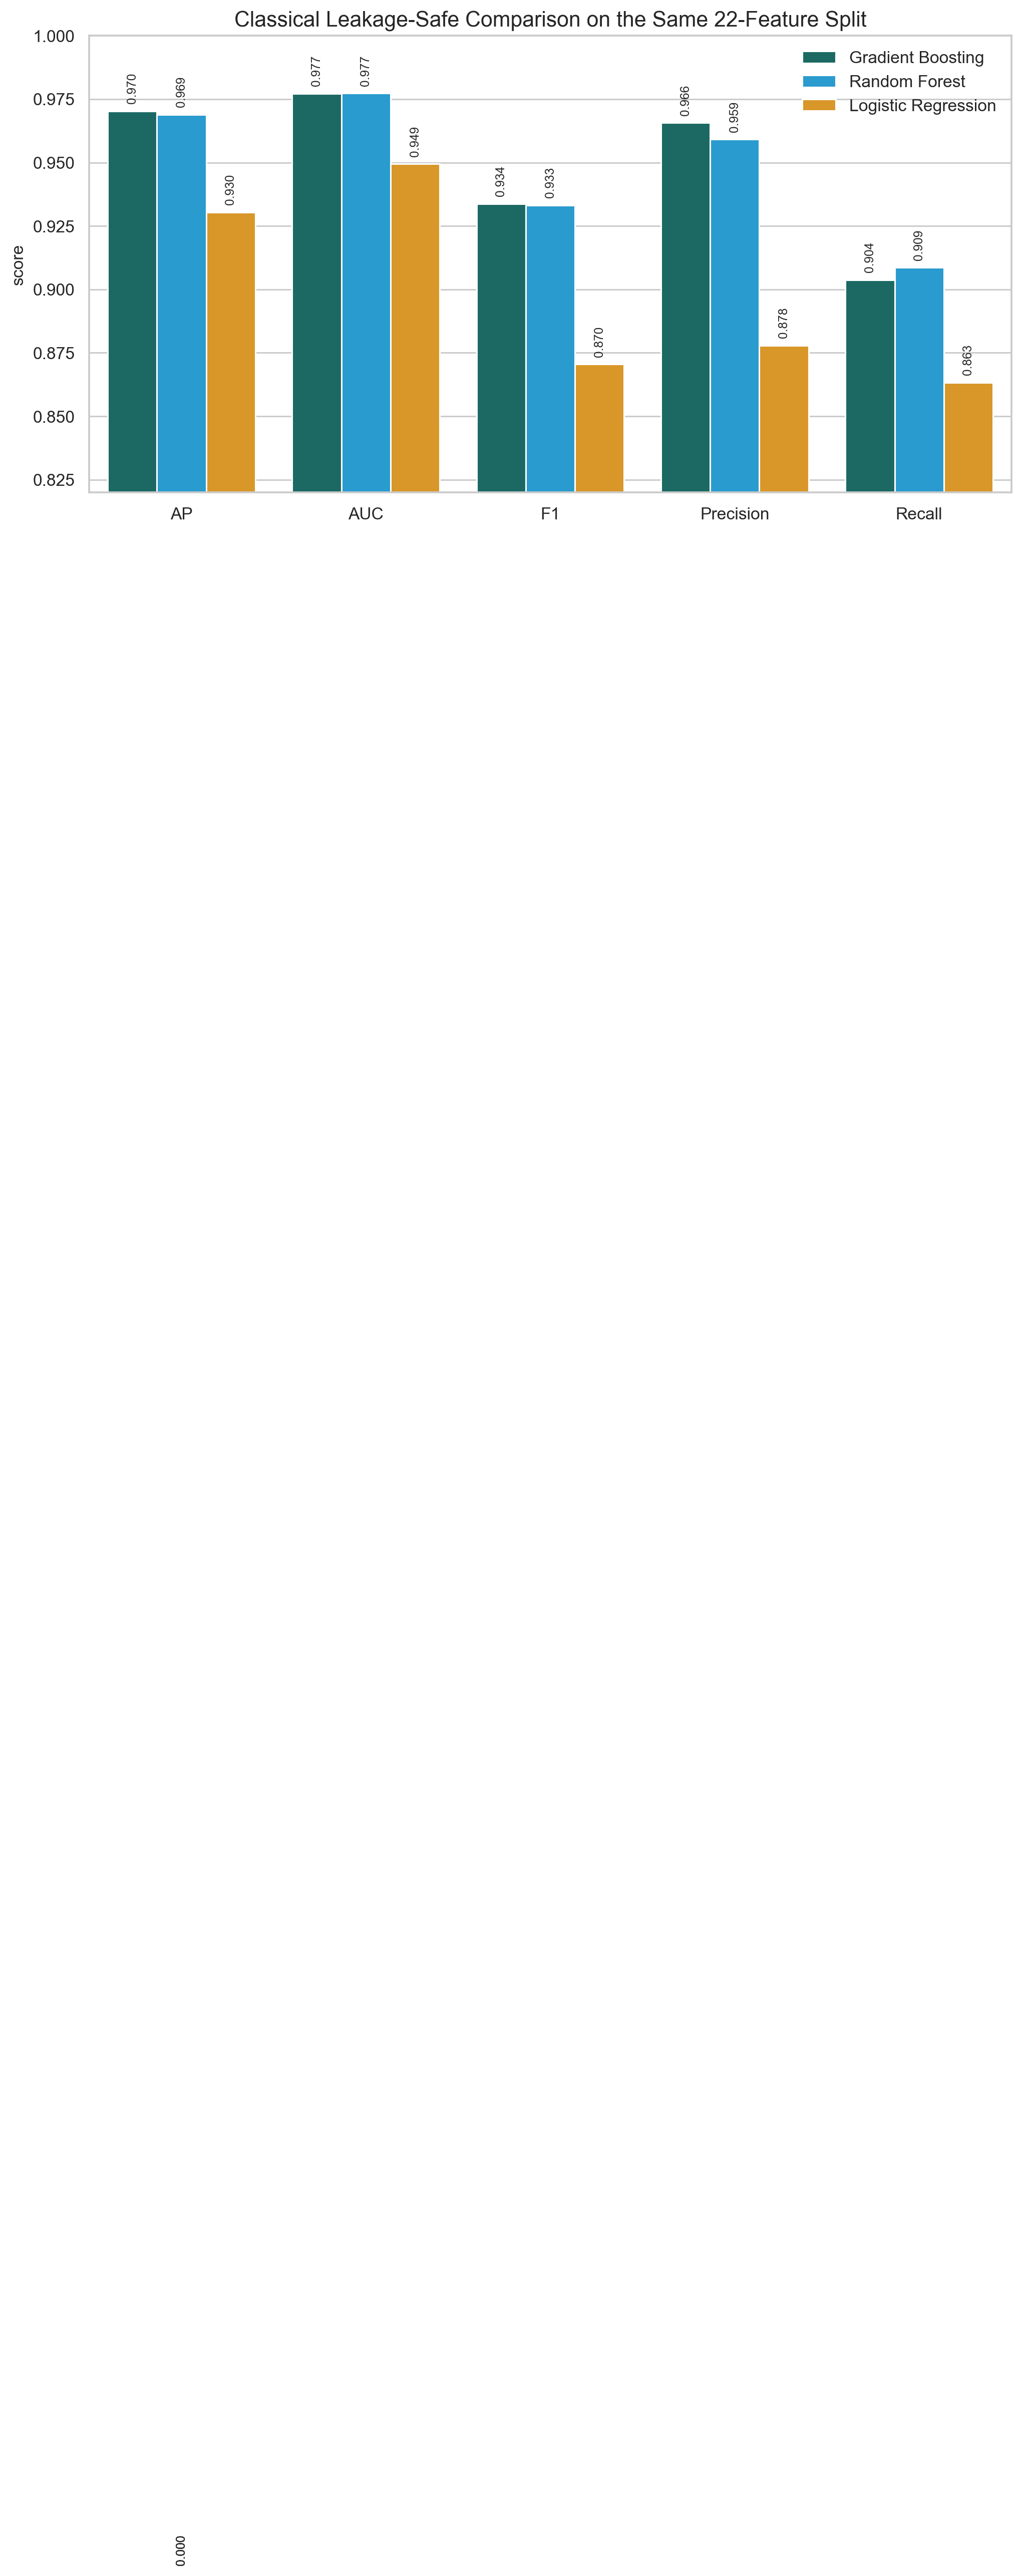 Classical Leakage-Safe Comparison on the Same 22-Feature Split
Gradient Boosting
Random Forest
Logistic Regression
score
1.000
0.975
0.950
0.925
0.900
0.875
0.850
0.825
0.970
0.969
0.930
0.977
0.977
0.949
0.934
0.933
0.870
0.966
0.959
0.878
0.904
0.909
0.863
AP
AUC
F1
Precision
Recall
0.000